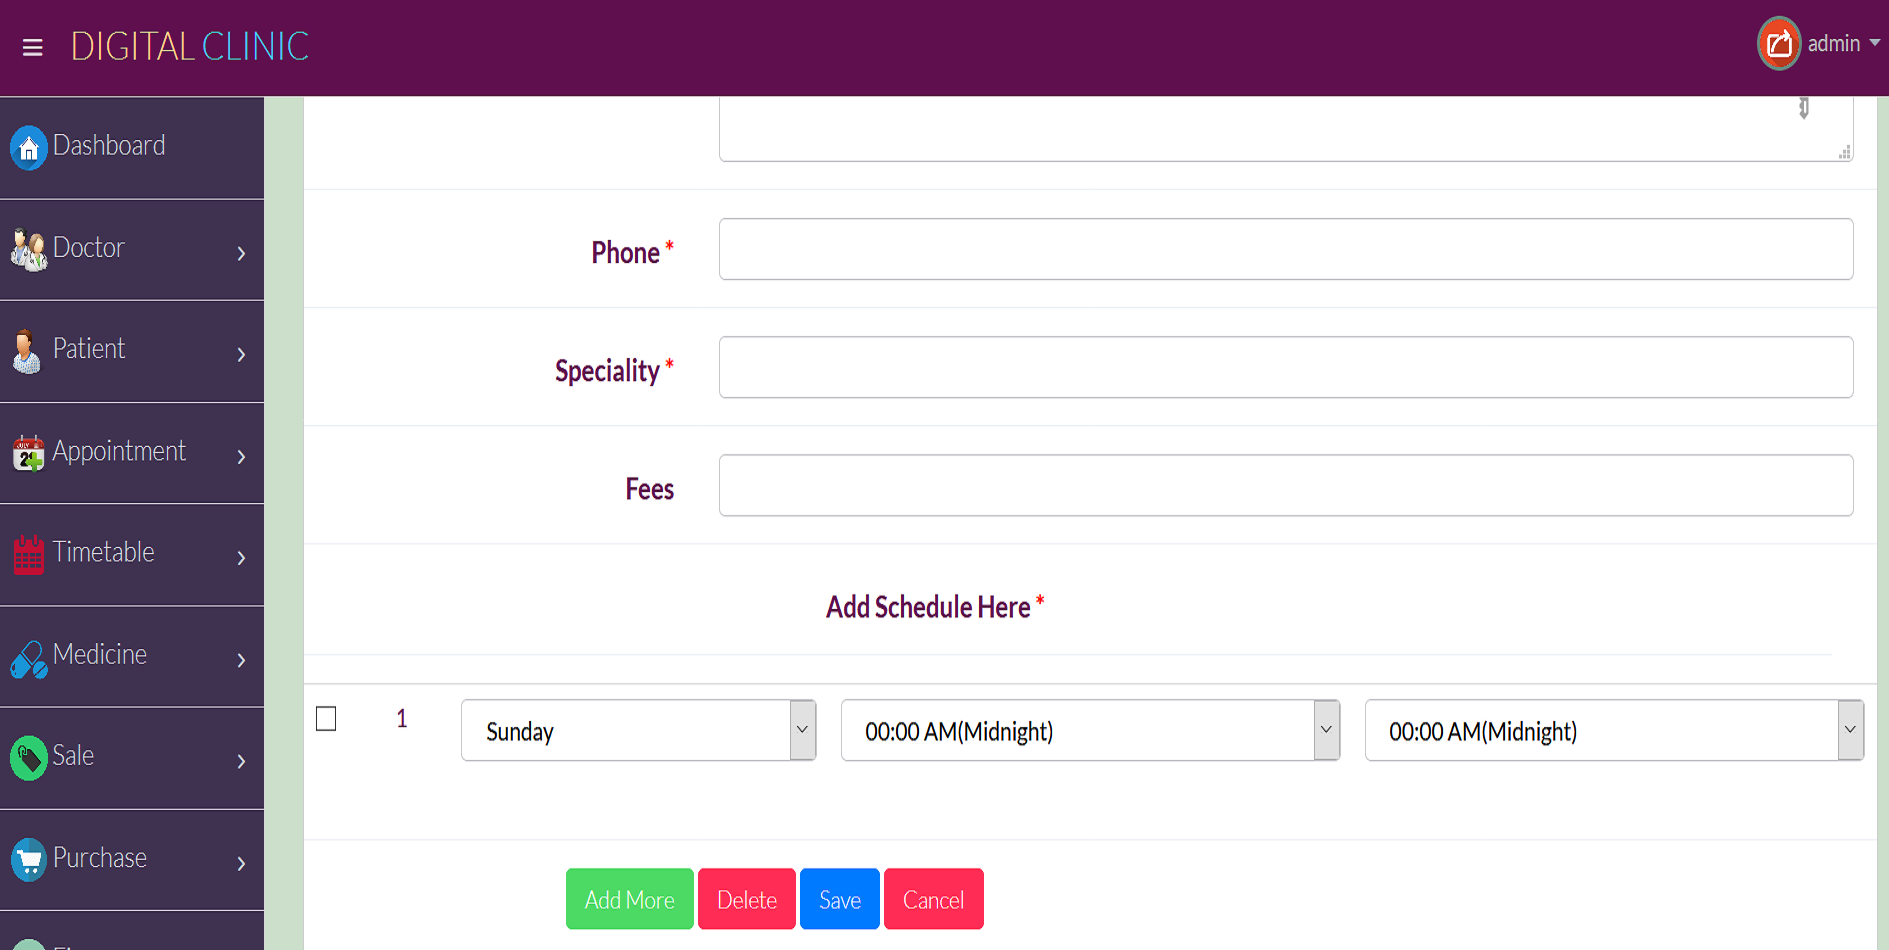 DIGITAL CLINIC
admin
Dashboard
Doctor
Patient
Appointment
Timetable
Medicine
Sale
Purchase
Phone *
Speciality *
Fees
Add Schedule Here *
1 Sunday 00:00 AM(Midnight) 00:00 AM(Midnight)
Add More Delete Save Cancel